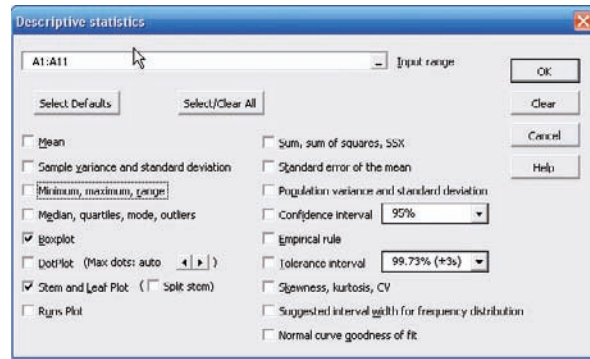 Descriptive statistics
A1:A11
Input range
OK
Select Defaults
Select/Clear All
Clear
Cancel
Help
Mean
Sample variance and standard deviation
Minimum, maximum, range
Median, quartiles, mode, outliers
Boxplot
DotPlot (Max dots: auto )
Stem and Leaf Plot ( Split stem)
Runs Plot
Sum, sum of squares, SSX
Standard error of the mean
Population variance and standard deviation
Confidence interval 95%
Empirical rule
Tolerance interval 99.73% (+3s)
Skewness, kurtosis, CV
Suggested interval width for frequency distribution
Normal curve goodness of fit